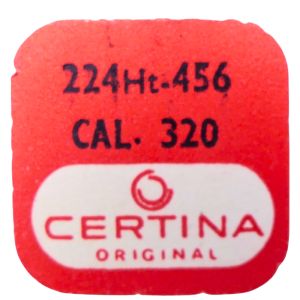 224Ht-456
CAL. 320
CERTINA
ORIGINAL